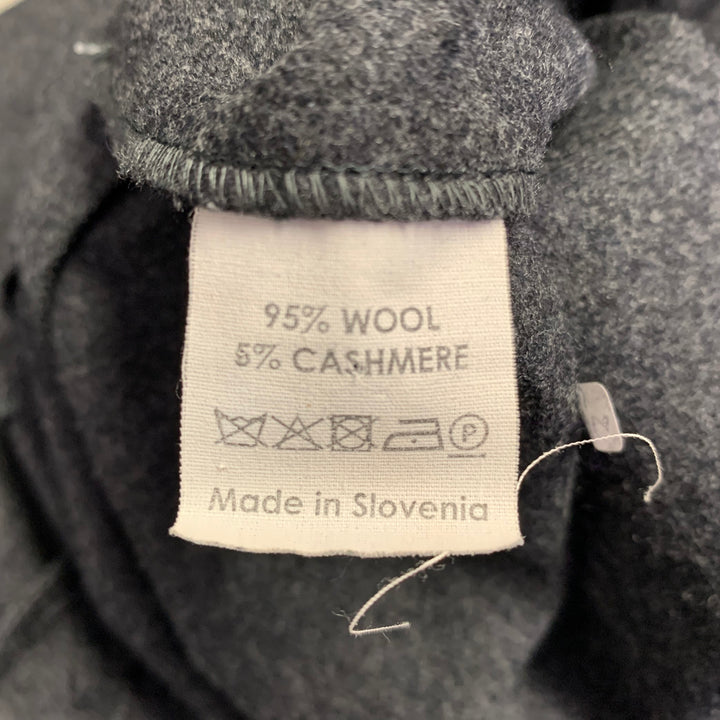 95% WOOL
5% CASHMERE
P
Made in Slovenia